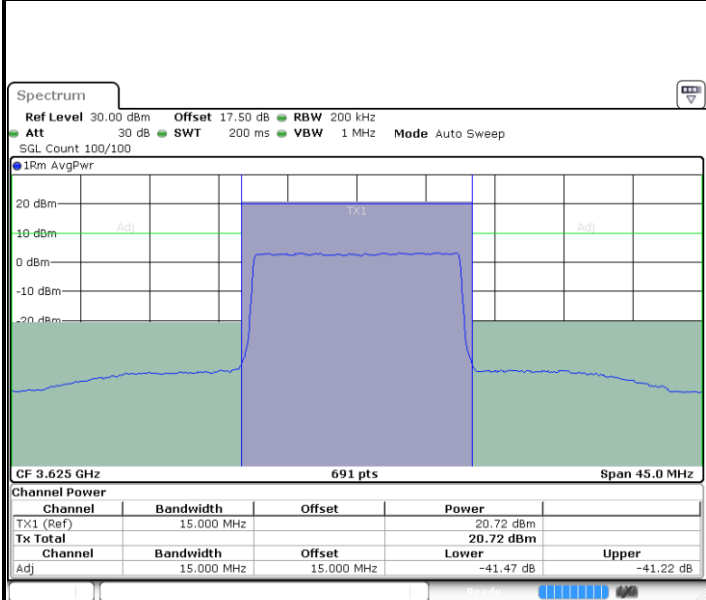 Spectrum
Ref Level 30.00 dBm Offset 17.50 dB RBW 200 kHz
Att 30 dB SWT 200 ms VBW 1 MHz Mode Auto Sweep
SGL Count 100/100
1Rm AvgPwr
20 dBm
TX1
Adj Adj
10 dBm
0 dBm
-10 dBm
-20 dBm
CF 3.625 GHz 691 pts Span 45.0 MHz
Channel Power
Channel Bandwidth Offset Power
TX1 (Ref) 15.000 MHz 20.72 dBm
Tx Total 20.72 dBm
Channel Bandwidth Offset Lower Upper
Adj 15.000 MHz 15.000 MHz -41.47 dB -41.22 dB
Ready